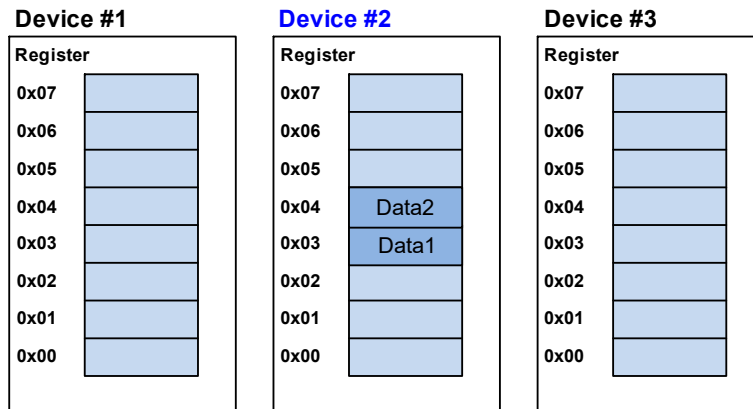 Device #1
Register
0x07
0x06
0x05
0x04
0x03
0x02
0x01
0x00
Device #2
Register
0x07
0x06
0x05
0x04 Data2
0x03 Data1
0x02
0x01
0x00
Device #3
Register
0x07
0x06
0x05
0x04
0x03
0x02
0x01
0x00